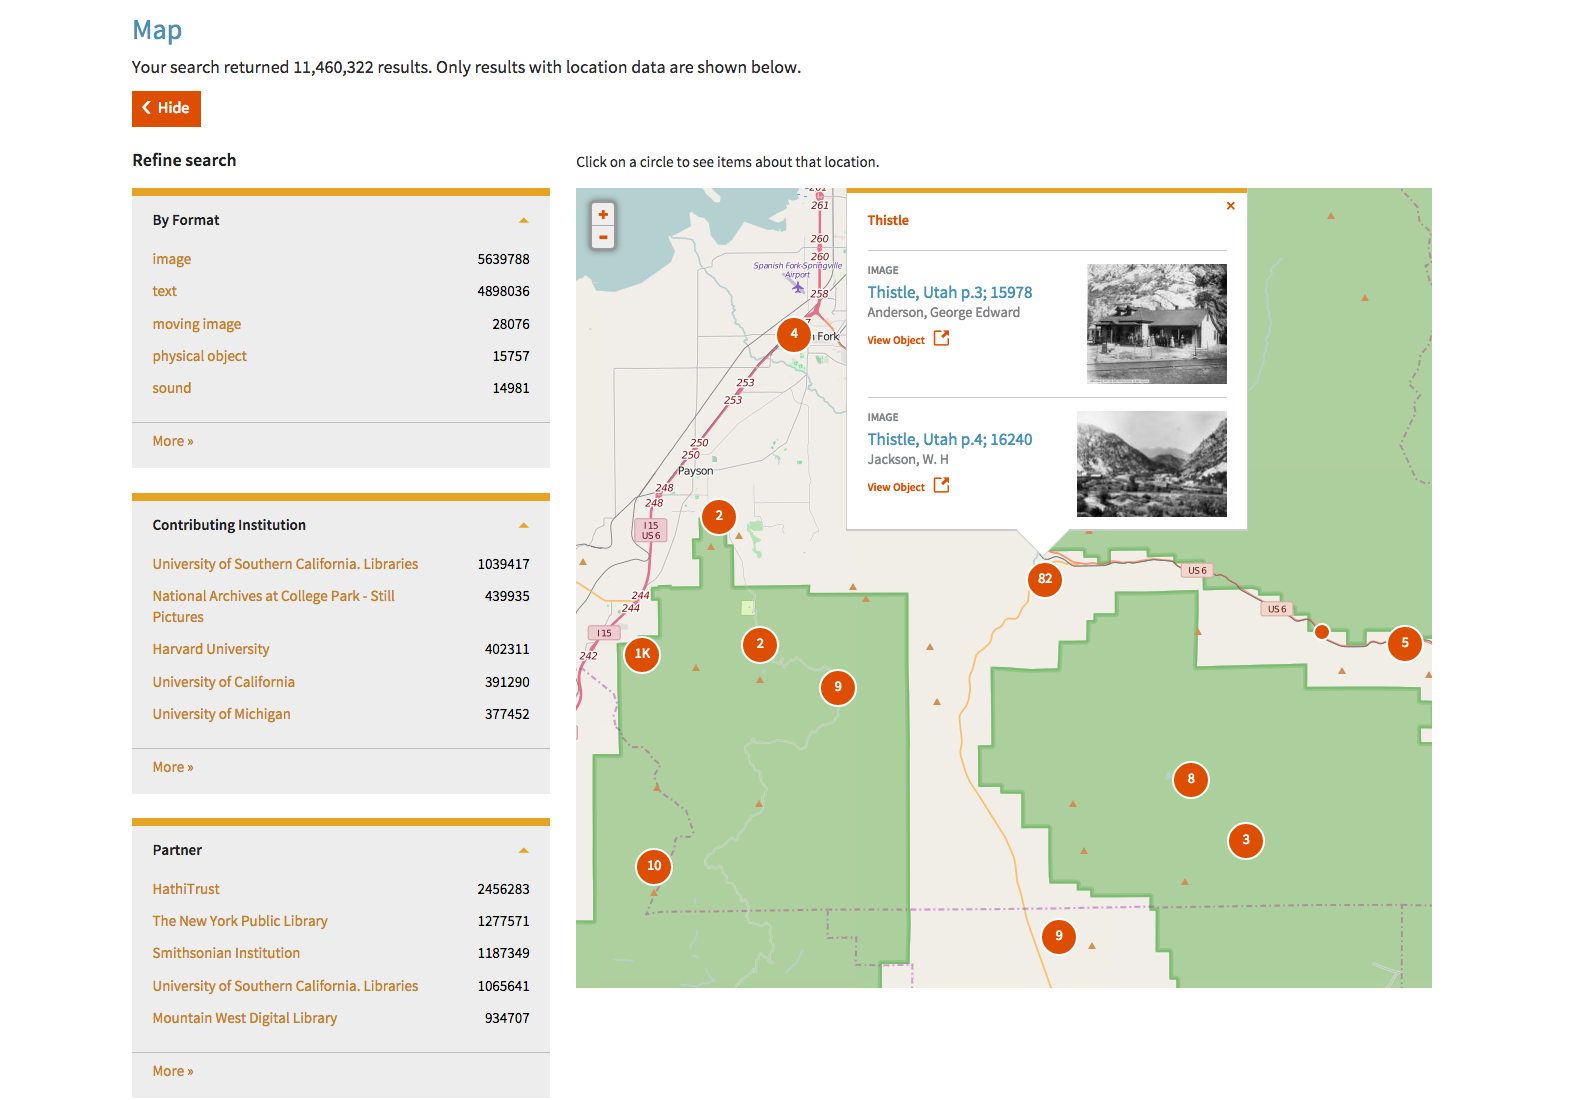 Map
Your search returned 11,460,322 results. Only results with location data are shown below.
Hide
Refine search
By Format
image 5639788
text 4898036
moving image 28076
physical object 15757
sound 14981
More »
Contributing Institution
University of Southern California. Libraries 1039417
National Archives at College Park - Still 439935
Pictures
Harvard University 402311
University of California 391290
University of Michigan 377452
More »
Partner
HathiTrust 2456283
The New York Public Library 1277571
Smithsonian Institution 1187349
University of Southern California. Libraries 1065641
Mountain West Digital Library 934707
More »
Click on a circle to see items about that location.
+
-
261
261
260
260
Spanish Fork-Springville
Airport
258
4
Fork
253
253
250
250
Payson
248
248
2
I 15
US 6
244
244
I 15
242
1K
2
9
10
Thistle
×
IMAGE
Thistle, Utah p.3; 15978
Anderson, George Edward
View Object
IMAGE
Thistle, Utah p.4; 16240
Jackson, W. H
View Object
82
US 6
US 6
5
8
3
9